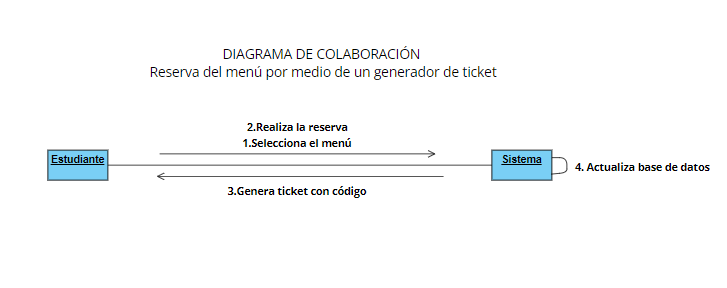 DIAGRAMA DE COLABORACIÓN
Reserva del menú por medio de un generador de ticket
2.Realiza la reserva
1.Selecciona el menú
Estudiante
Sistema
4. Actualiza base de datos
3.Genera ticket con código